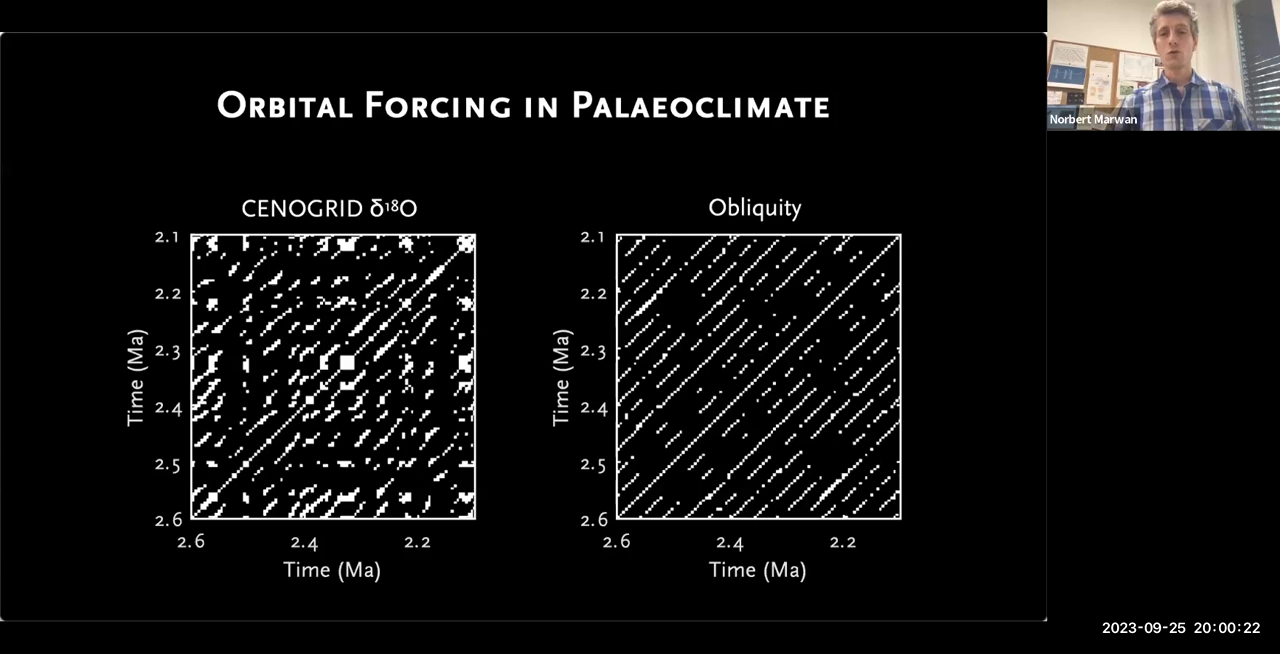 ORBITAL FORCING IN PALAEOCLIMATE
Norbert Marwan
CENOGRID δ¹⁸O
2.1
2.2
2.3
2.4
2.5
2.6
Time (Ma)
2.6 2.4 2.2
Time (Ma)
Obliquity
2.1
2.2
2.3
2.4
2.5
2.6
Time (Ma)
2.6 2.4 2.2
Time (Ma)
2023-09-25 20:00:22